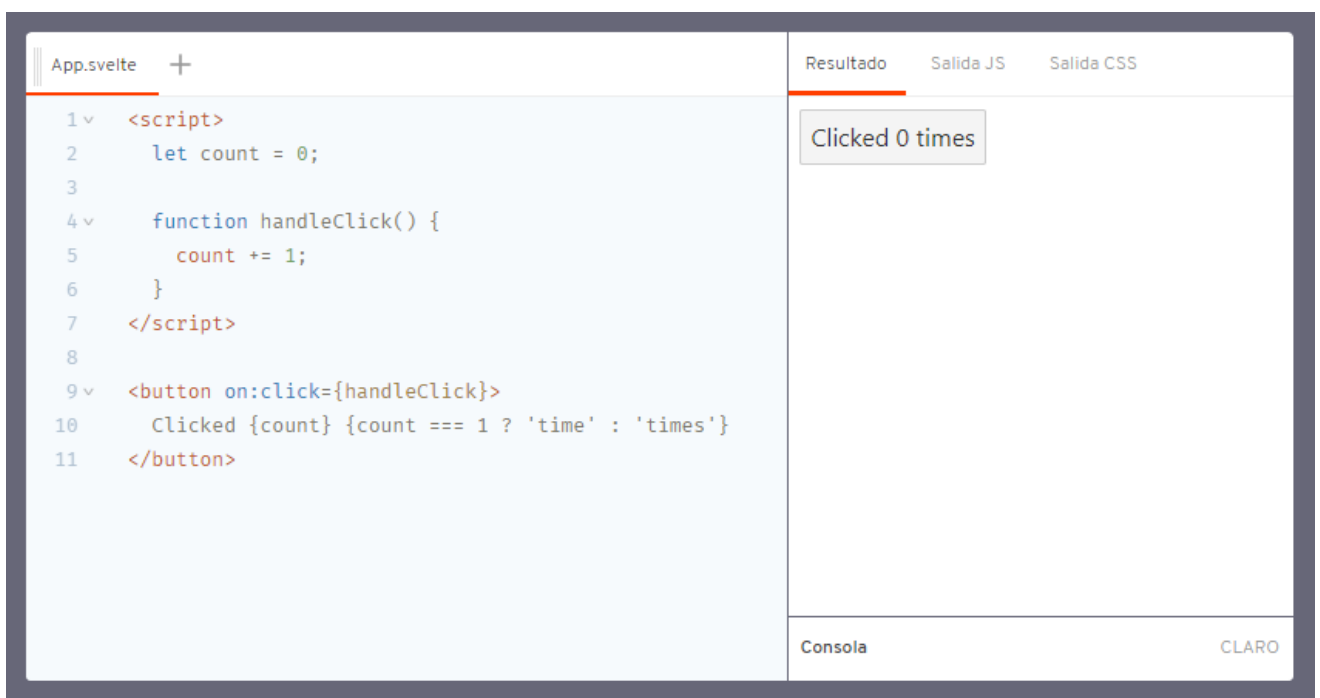 App.svelte +
1 <script>
2 let count = 0;
3
4 function handleClick() {
5 count += 1;
6 }
7 </script>
8
9 <button on:click={handleClick}>
10 Clicked {count} {count === 1 ? 'time' : 'times'}
11 </button>
Resultado Salida JS Salida CSS
Clicked 0 times
Consola CLARO